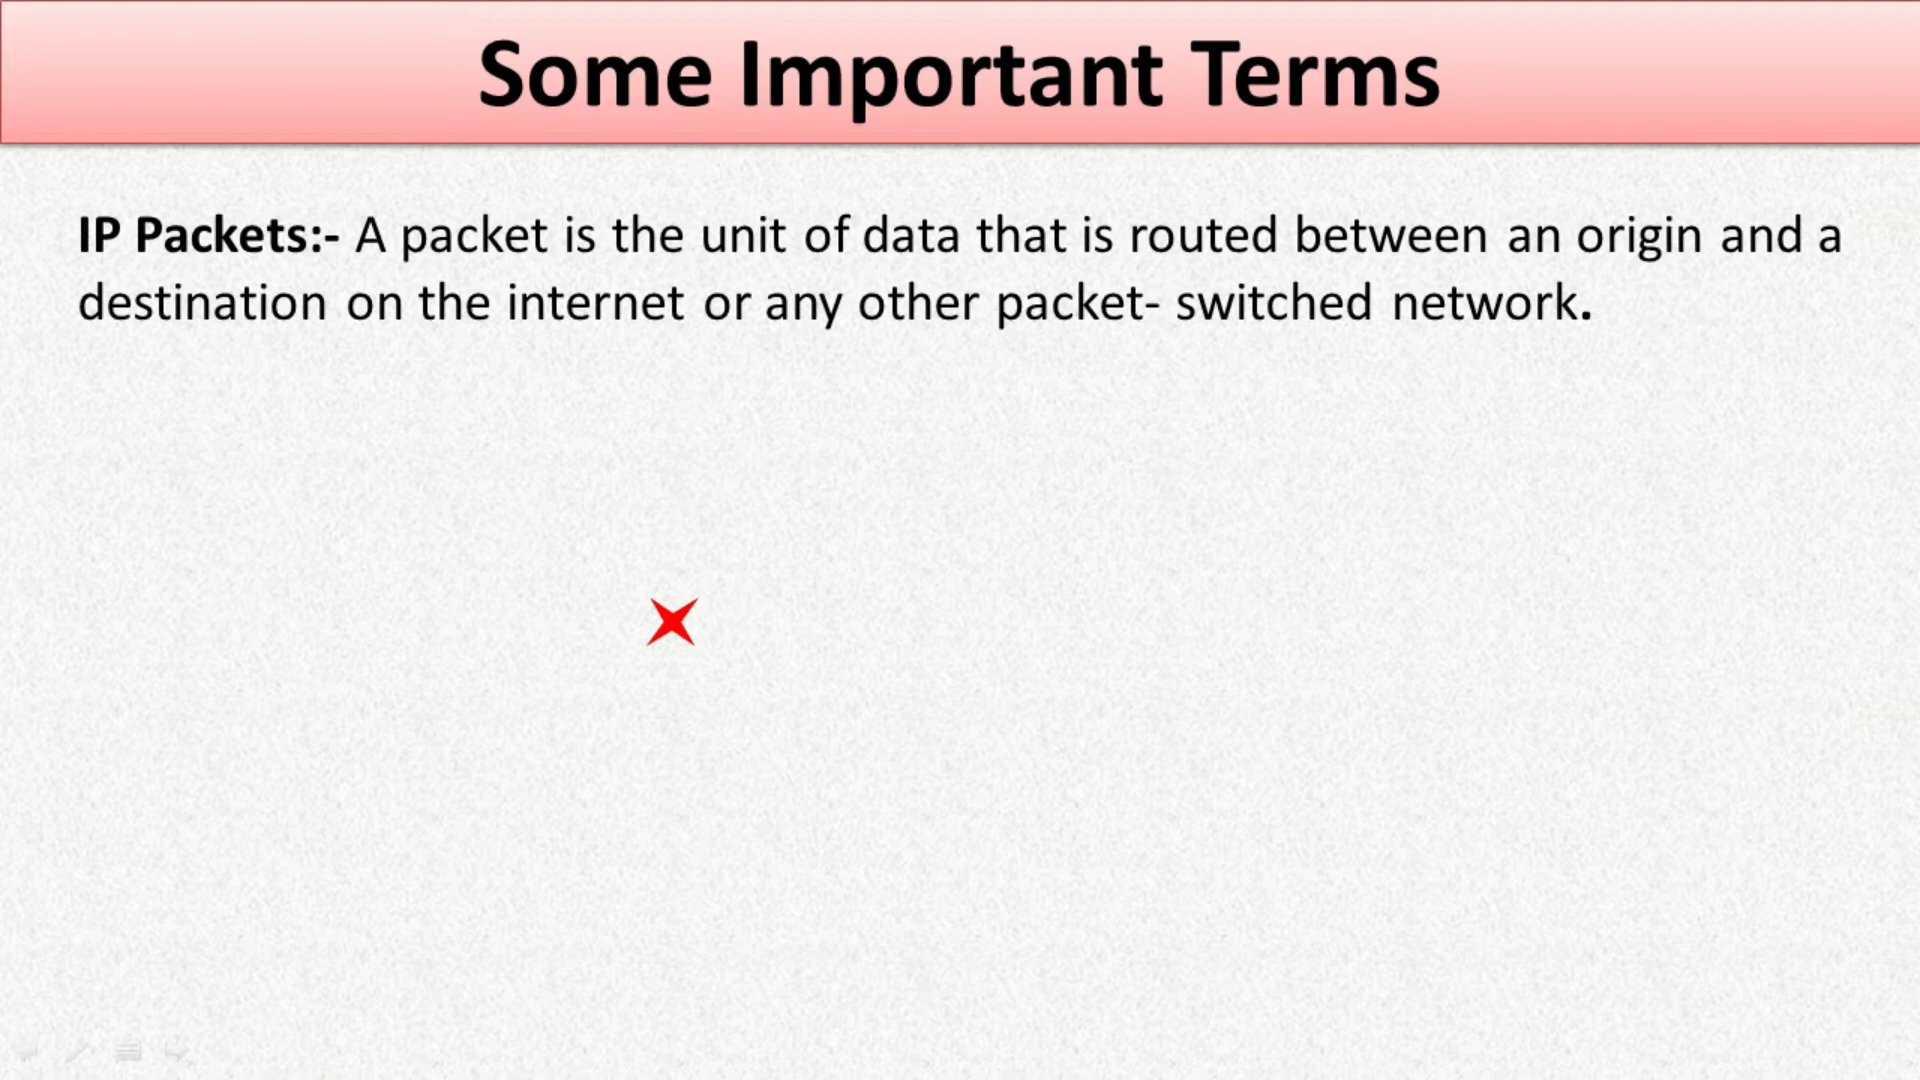 Some Important Terms
IP Packets:- A packet is the unit of data that is routed between an origin and a
destination on the internet or any other packet- switched network.